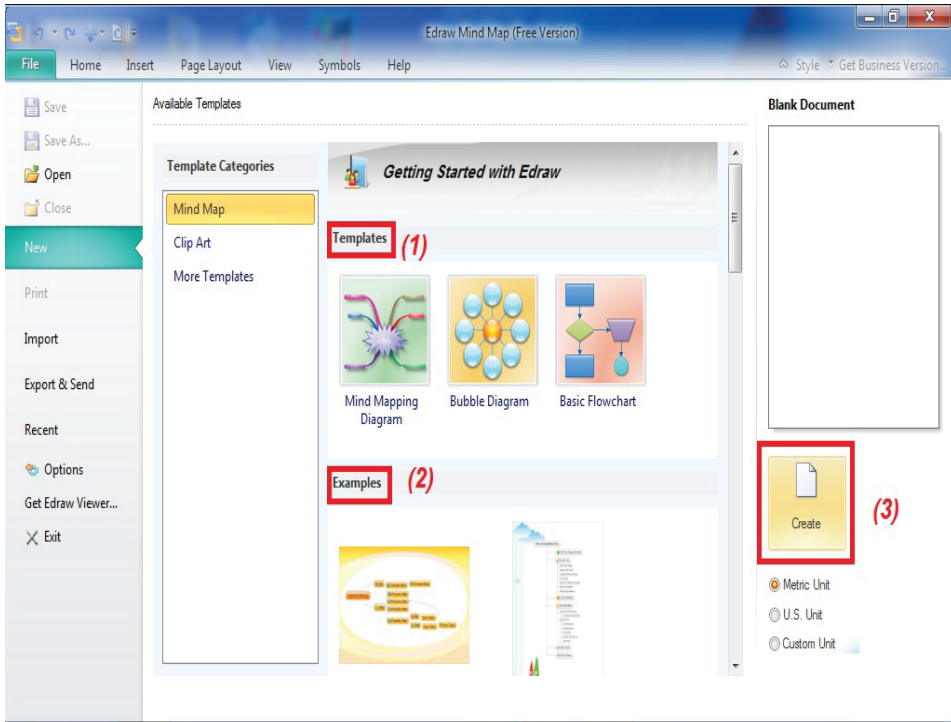 Edraw Mind Map (Free Version)
File Home Insert Page Layout View Symbols Help
Style Get Business Version...
Save
Save As...
Open
Close
New
Print
Import
Export & Send
Recent
Options
Get Edraw Viewer...
Exit
Available Templates
Template Categories
Mind Map
Clip Art
More Templates
Getting Started with Edraw
Templates (1)
Mind Mapping
Diagram
Bubble Diagram
Basic Flowchart
Examples (2)
Blank Document
Create
(3)
Metric Unit
U.S. Unit
Custom Unit